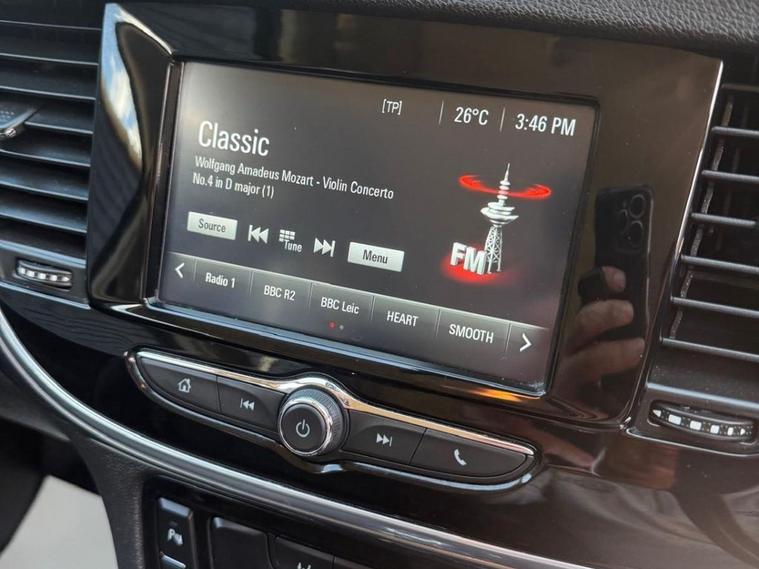 [TP]
26°C
3:46 PM
Classic
Wolfgang Amadeus Mozart - Violin Concerto
No.4 in D major (1)
Source
Tune
Menu
FM
Radio 1
BBC R2
BBC Leic
HEART
SMOOTH